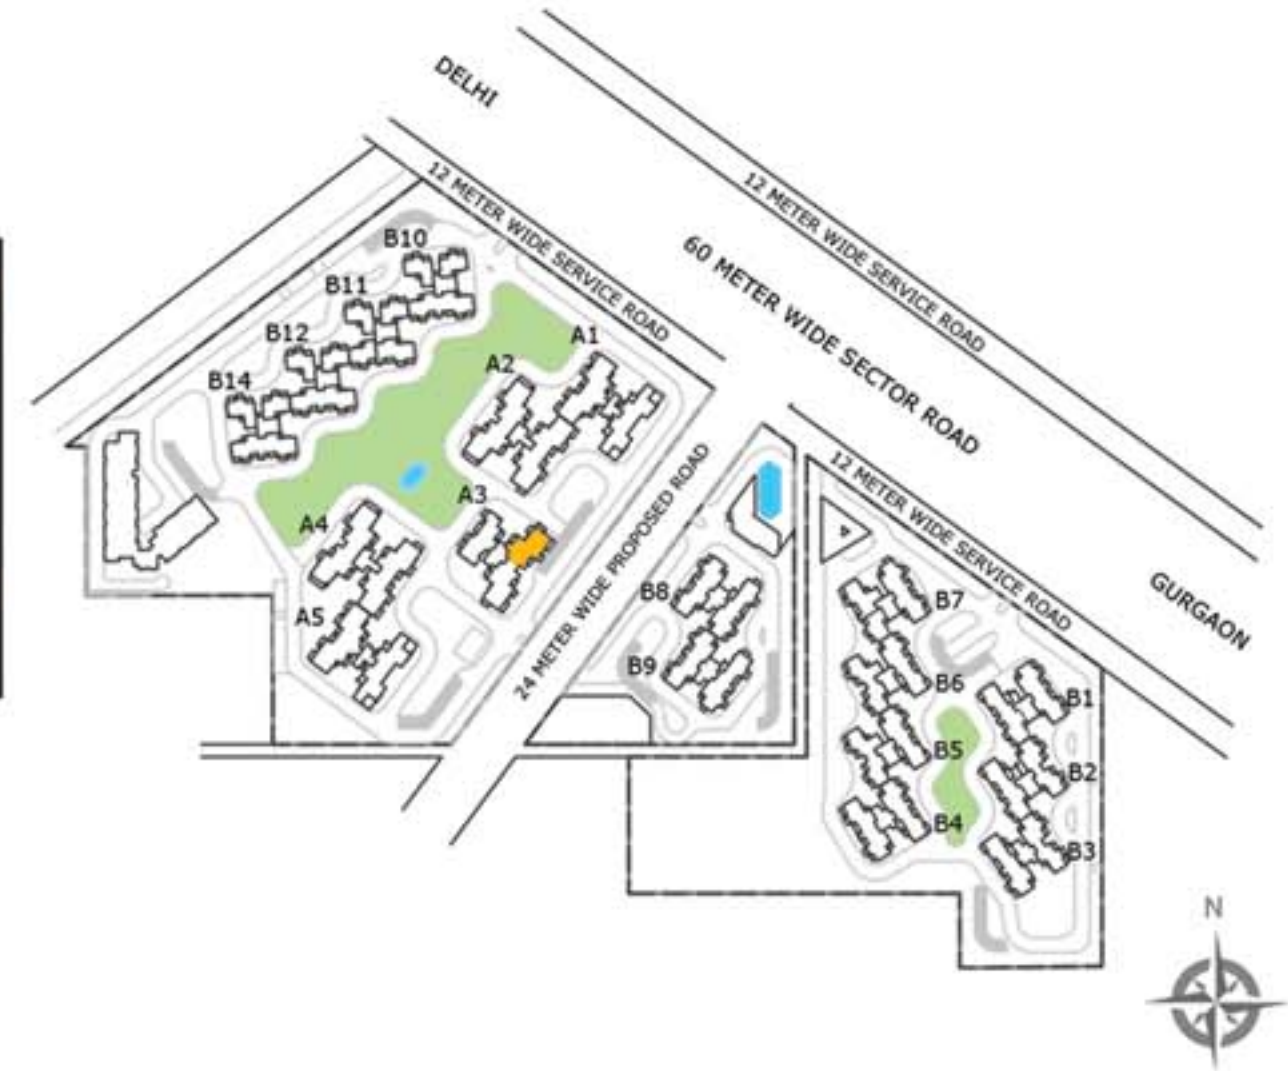 DELHI
12 METER WIDE SERVICE ROAD
12 METER WIDE SERVICE ROAD
60 METER WIDE SECTOR ROAD
B10
B11
B12
B14
A1
A2
A3
A4
A5
24 METER WIDE PROPOSED ROAD
12 METER WIDE SERVICE ROAD
GURGAON
B8
B9
B7
B6
B5
B4
B1
B2
B3
N